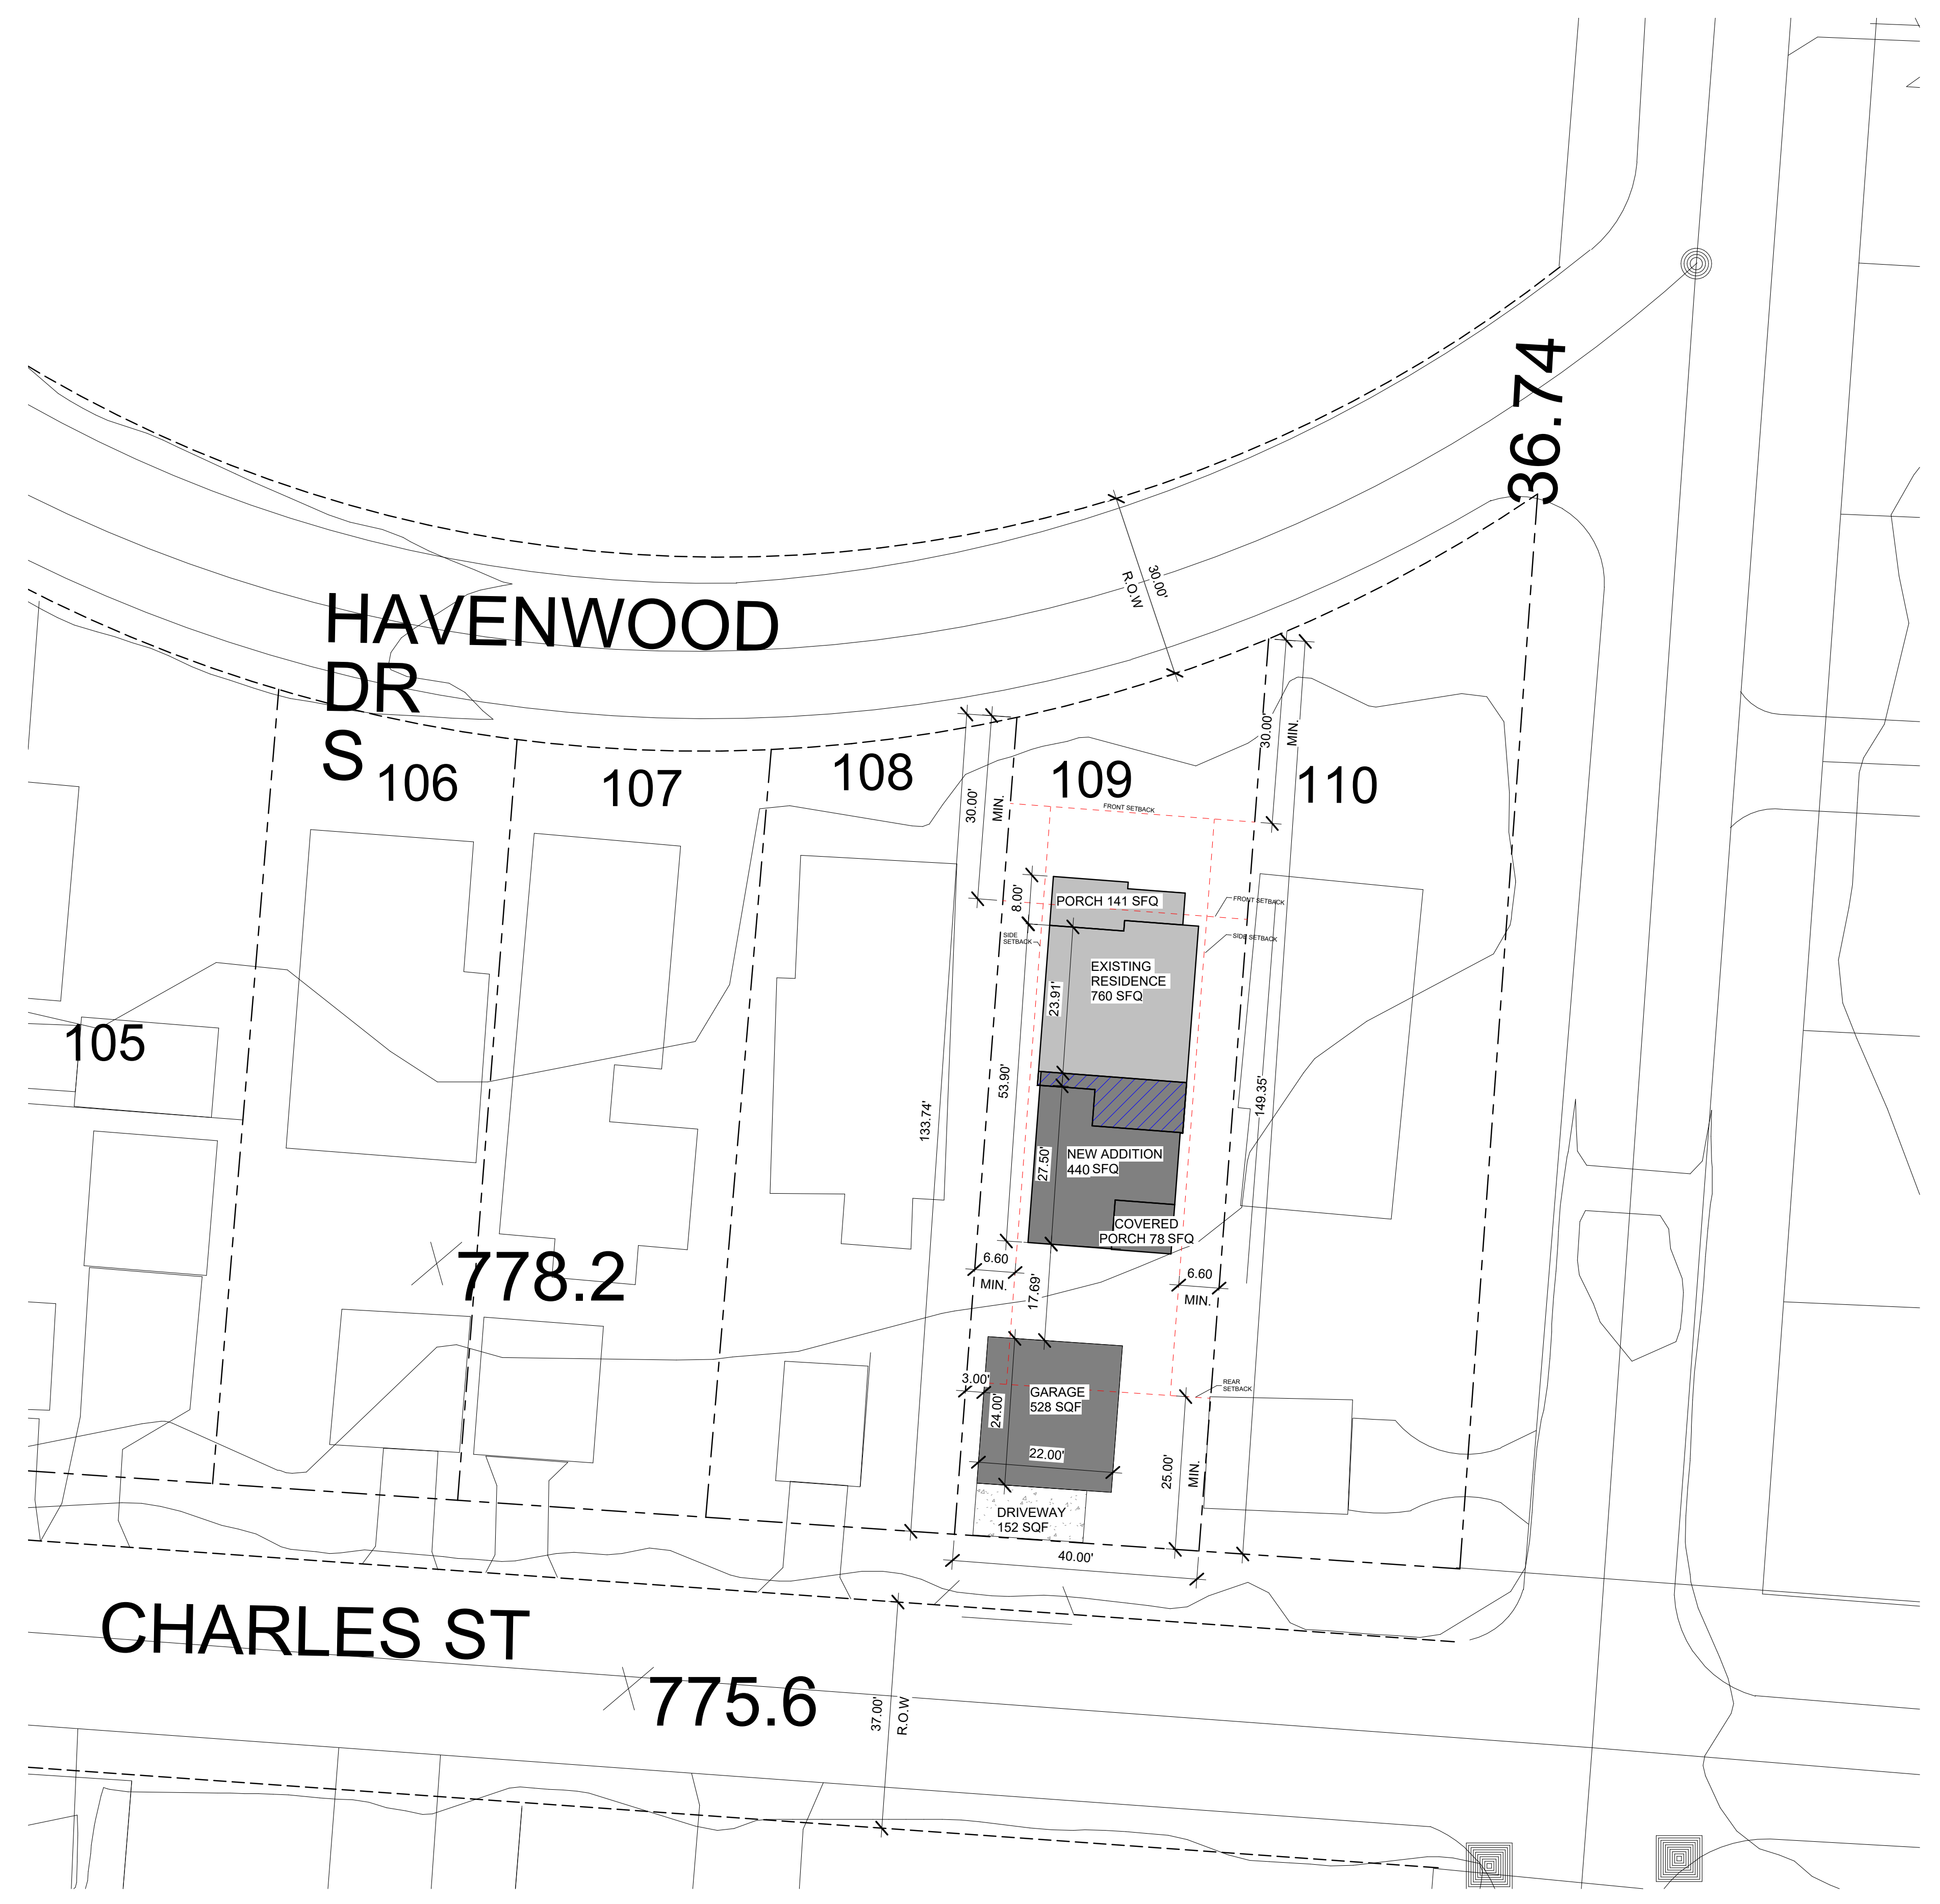 36.74
30.00'
R.O.W
HAVENWOOD
DR
S
106
107
108
109
110
30.00'
MIN.
30.00'
MIN.
FRONT SETBACK
8.00'
PORCH 141 SFQ
FRONT SETBACK
SIDE
SETBACK
SIDE SETBACK
EXISTING
RESIDENCE
760 SFQ
23.91'
105
53.90'
133.74'
149.35'
NEW ADDITION
440 SFQ
27.50'
COVERED
PORCH 78 SFQ
778.2
6.60
MIN.
6.60
MIN.
17.69'
3.00'
GARAGE
528 SQF
24.00'
22.00'
REAR
SETBACK
25.00'
MIN.
DRIVEWAY
152 SQF
40.00'
CHARLES ST
775.6
37.00'
R.O.W